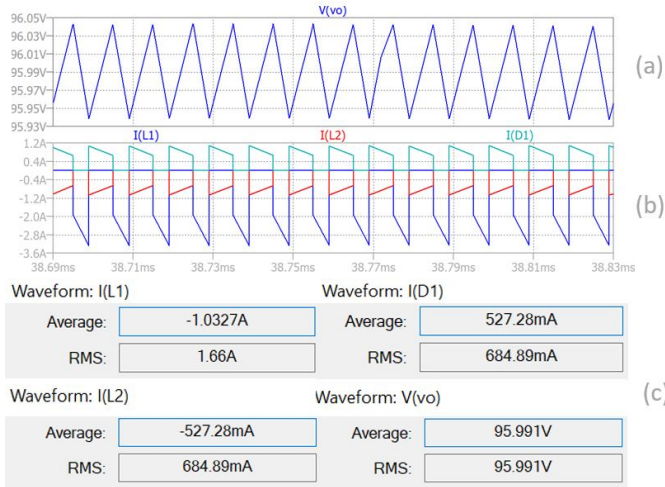 V(vo)
96.05V
96.03V
96.01V
95.99V
95.97V
95.95V
95.93V
(a)
I(L1) I(L2) I(D1)
1.2A
0.4A
-0.4A
-1.2A
-2.0A
-2.8A
-3.6A
(b)
38.69ms 38.71ms 38.73ms 38.75ms 38.77ms 38.79ms 38.81ms 38.83ms
Waveform: I(L1) Waveform: I(D1)
Average: -1.0327A Average: 527.28mA
RMS: 1.66A RMS: 684.89mA
Waveform: I(L2) Waveform: V(vo)
(c)
Average: -527.28mA Average: 95.991V
RMS: 684.89mA RMS: 95.991V